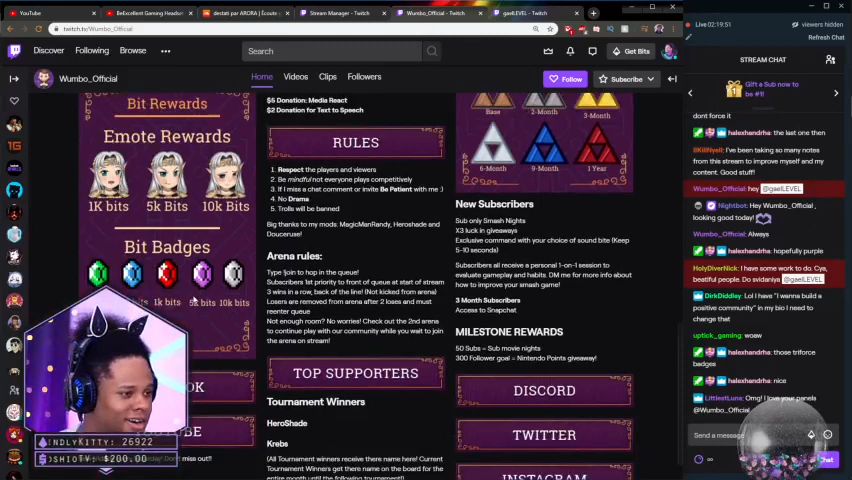 YouTube
BeExcellent Gaming Headse
destati par ARORA | Écoute
Stream Manager - Twitch
Wumbo_Official - Twitch
gaelLEVEL - Twitch
twitch.tv/Wumbo_Official
Discover
Following
Browse
Search
Get Bits
Wumbo_Official
Home
Videos
Clips
Followers
Follow
Subscribe
Bit Rewards
Emote Rewards
1K bits
5k bits
10k Bits
Bit Badges
1k bits
5k bits
10k bits
$5 Donation: Media React
$2 Donation for Text to Speech
RULES
1. Respect the players and viewers
2. Be mindful not everyone plays competitively
3. If I miss a chat comment or invite Be Patient with me :)
4. No Drama
5. Trolls will be banned
Big thanks to my mods: MagicManRandy, Heroshade and
Doucerue!
Arena rules:
Type !join to hop in the queue!
Subscribers 1st priority to front of queue at start of stream
3 wins in a row, back of the line! (Not kicked from arena)
Losers are removed from arena after 2 loses and must
reenter queue
Not enough room? No worries! Check out the 2nd arena
to continue play with our community while you wait to join
the arena on stream!
TOP SUPPORTERS
Tournament Winners
HeroShade
Krebs
(All Tournament winners receive there name on the
Current Tournament Winners get there name on the board for
the entire month until the following tournament!)
Base
2-Month
3-Month
6-Month
9-Month
1 Year
New Subscribers
Sub only Smash Nights
X3 luck in giveaways
Exclusive command with your choice of sound bite (Keep
5-10 seconds)
Subscribers all receive a personal 1-on-1 session to
evaluate gameplay and habits. DM me for more info about
how to improve your smash game!
3 Month Subscribers
Access to Snapchat
MILESTONE REWARDS
50 Subs = Sub movie nights
300 Follower goal = Nintendo Points giveaway!
DISCORD
TWITTER
INSTAGRAM
miss out!!
INDLYKITTY: 26922
DSHIOTV: $200.00
Live 02:19:51
viewers hidden
Refresh Chat
STREAM CHAT
Gift a Sub now to
be #1!
dont force it
halexandrha: the last one then
IIKillNyell: I've been taking so many notes
from this stream to improve myself and my
content. Good stuff!
Wumbo_Official: hey @gaelLEVEL
Nightbot: Hey Wumbo_Official ,
looking good today!
Wumbo_Official: Always
halexandrha: hopefully purple
HolyDiverNick: I have some work to do. Cya,
beautiful people. Do svidaniya @gaelLEVEL
DirkDiddley: Lol I have "I wanna build a
positive community" in my bio I need to
change that
uptick_gaming: woaw
halexandrha: those triforce
badges
halexandrha: nice
LittlestLuna: Omg! I love your panels
@Wumbo_Official
Send a message
Chat